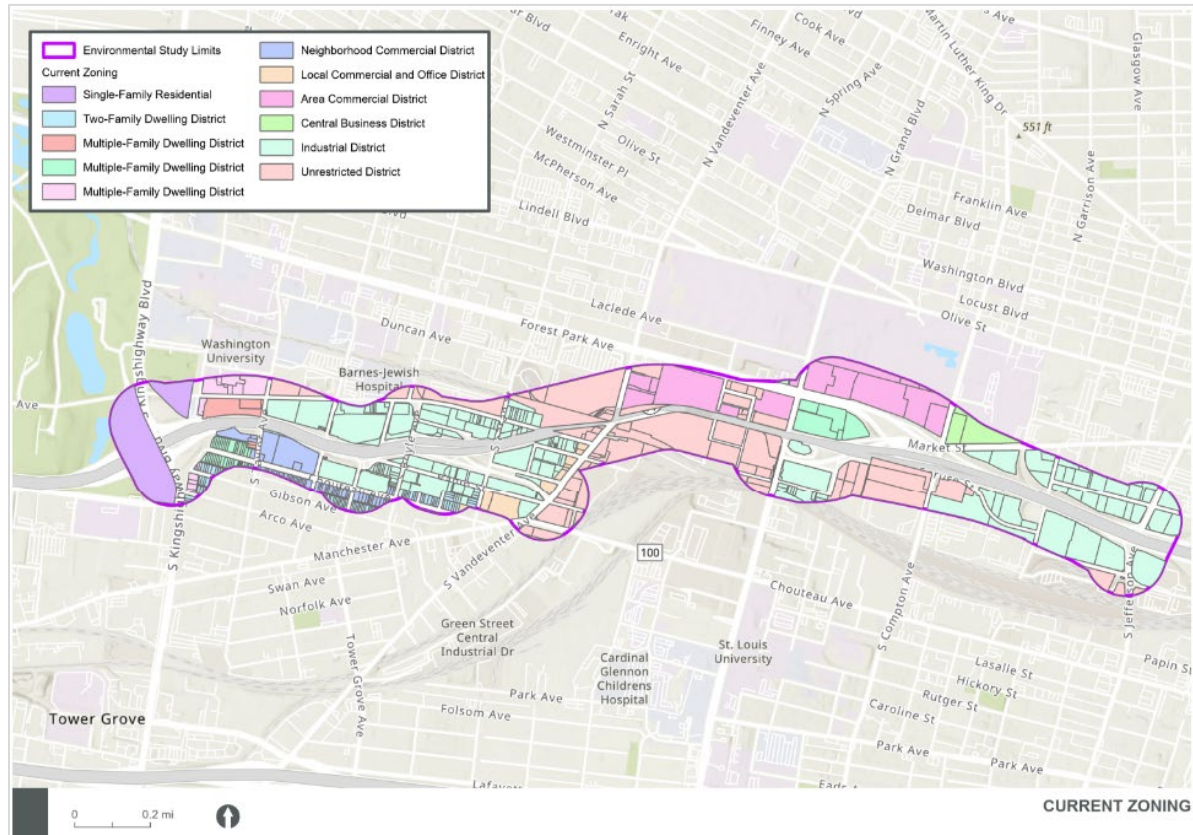 Environmental Study Limits
Current Zoning
Single-Family Residential
Two-Family Dwelling District
Multiple-Family Dwelling District
Multiple-Family Dwelling District
Multiple-Family Dwelling District
Neighborhood Commercial District
Local Commercial and Office District
Area Commercial District
Central Business District
Industrial District
Unrestricted District
Enright Ave
Finney Ave
Cook Ave
Martin Luther King Dr
Glasgow Ave
N Sarah St
N Vandeventer Ave
N Spring Ave
551 ft
Olive St
N Grand Blvd
Westminster Pl
McPherson Ave
N Garrison Ave
Franklin Ave
Lindell Blvd
Delmar Blvd
Washington Blvd
S Kingshighway Blvd
Laclede Ave
Locust Blvd
Duncan Ave
Forest Park Ave
Olive St
Washington
University
Barnes-Jewish
Hospital
Ave
Market St
Gibson Ave
Arco Ave
Manchester Ave
S Vandeventer Ave
100
Swan Ave
Norfolk Ave
Chouteau Ave
S Compton Ave
S Jefferson Ave
Green Street
Central
Industrial Dr
Tower Grove Ave
St. Louis
University
Cardinal
Glennon
Childrens
Hospital
Papin St
Lasalle St
Hickory St
Rutger St
Caroline St
Park Ave
Folsom Ave
Park Ave
Tower Grove
CURRENT ZONING
0 0.2 mi